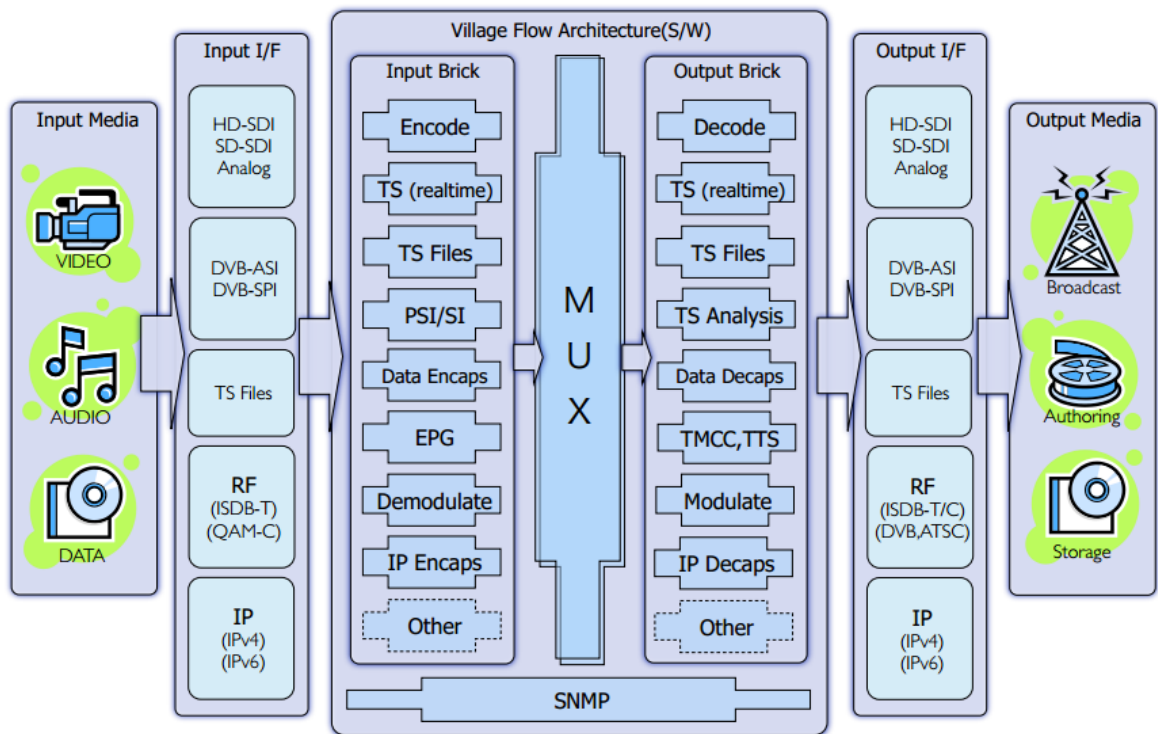 Input Media
VIDEO
AUDIO
DATA
Input I/F
HD-SDI
SD-SDI
Analog
DVB-ASI
DVB-SPI
TS Files
RF
(ISDB-T)
(QAM-C)
IP
(IPv4)
(IPv6)
Village Flow Architecture(S/W)
Input Brick
Encode
TS (realtime)
TS Files
PSI/SI
Data Encaps
EPG
Demodulate
IP Encaps
Other
M
U
X
Output Brick
Decode
TS (realtime)
TS Files
TS Analysis
Data Decaps
TMCC,TTS
Modulate
IP Decaps
Other
SNMP
Output I/F
HD-SDI
SD-SDI
Analog
DVB-ASI
DVB-SPI
TS Files
RF
(ISDB-T/C)
(DVB,ATSC)
IP
(IPv4)
(IPv6)
Output Media
Broadcast
Authoring
Storage